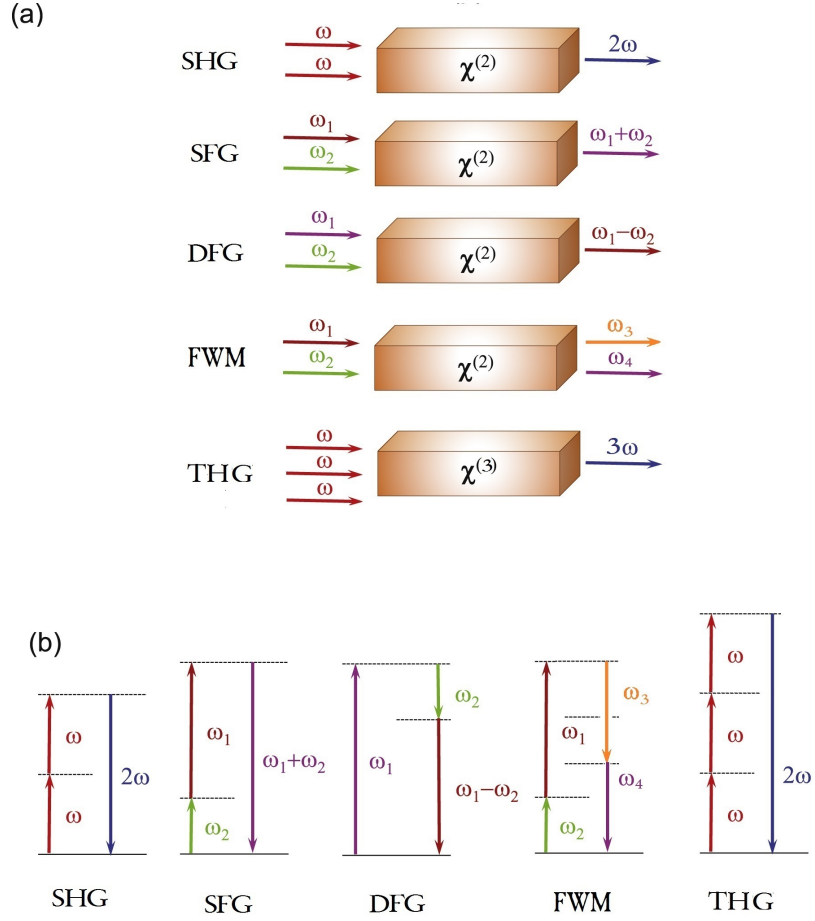 (a)
SHG ω ω χ(2) 2ω
SFG ω1 ω2 χ(2) ω1+ω2
DFG ω1 ω2 χ(2) ω1−ω2
FWM ω1 ω2 χ(2) ω3 ω4
THG ω ω ω χ(3) 3ω
(b)
ω ω 2ω
ω1 ω2 ω1+ω2
ω1 ω2 ω1−ω2
ω1 ω2 ω3 ω4
ω ω ω 2ω
SHG SFG DFG FWM THG